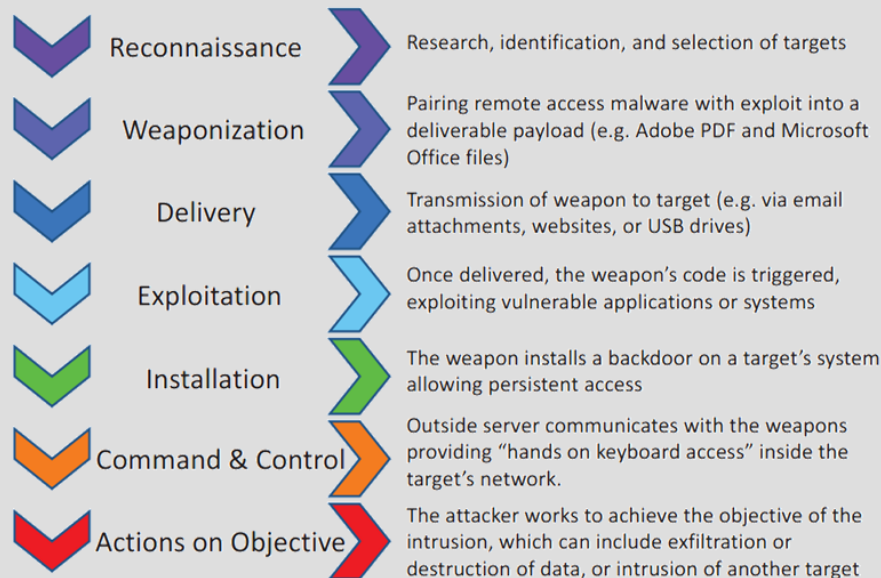 Reconnaissance
Research, identification, and selection of targets
Weaponization
Pairing remote access malware with exploit into a
deliverable payload (e.g. Adobe PDF and Microsoft
Office files)
Delivery
Transmission of weapon to target (e.g. via email
attachments, websites, or USB drives)
Exploitation
Once delivered, the weapon's code is triggered,
exploiting vulnerable applications or systems
Installation
The weapon installs a backdoor on a target's system
allowing persistent access
Command & Control
Outside server communicates with the weapons
providing “hands on keyboard access” inside the
target's network.
Actions on Objective
The attacker works to achieve the objective of the
intrusion, which can include exfiltration or
destruction of data, or intrusion of another target